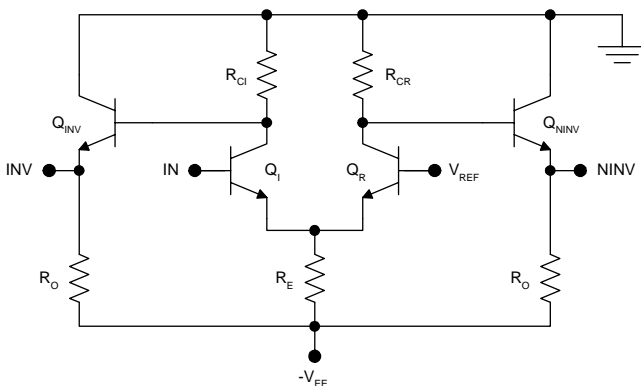 R_CI
R_CR
Q_INV
Q_NINV
INV
IN
Q_I
Q_R
V_REF
NINV
R_O
R_E
R_O
-V_EE